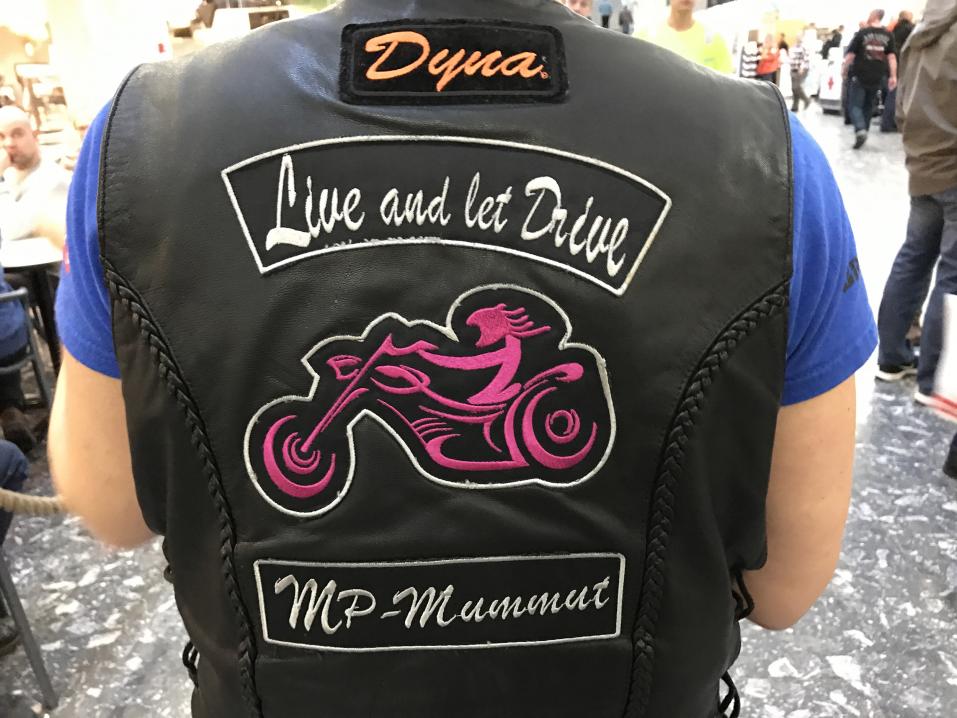 Dyna
Live and let Drive
MP-Mummut